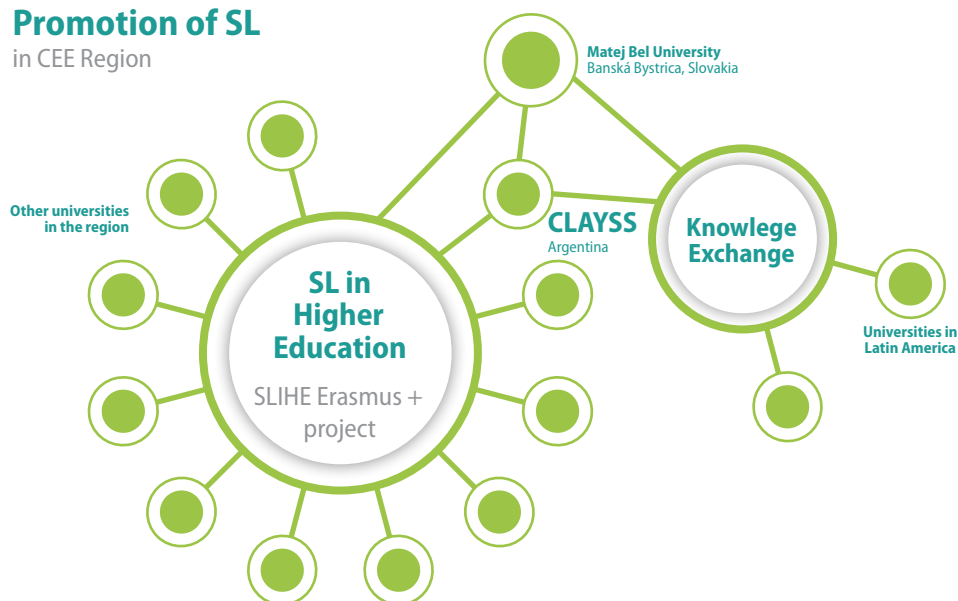 Promotion of SL
in CEE Region
Matej Bel University
Banská Bystrica, Slovakia
Other universities
in the region
CLAYSS
Argentina
Knowlege
Exchange
SL in
Higher
Education
SLIHE Erasmus +
project
Universities in
Latin America